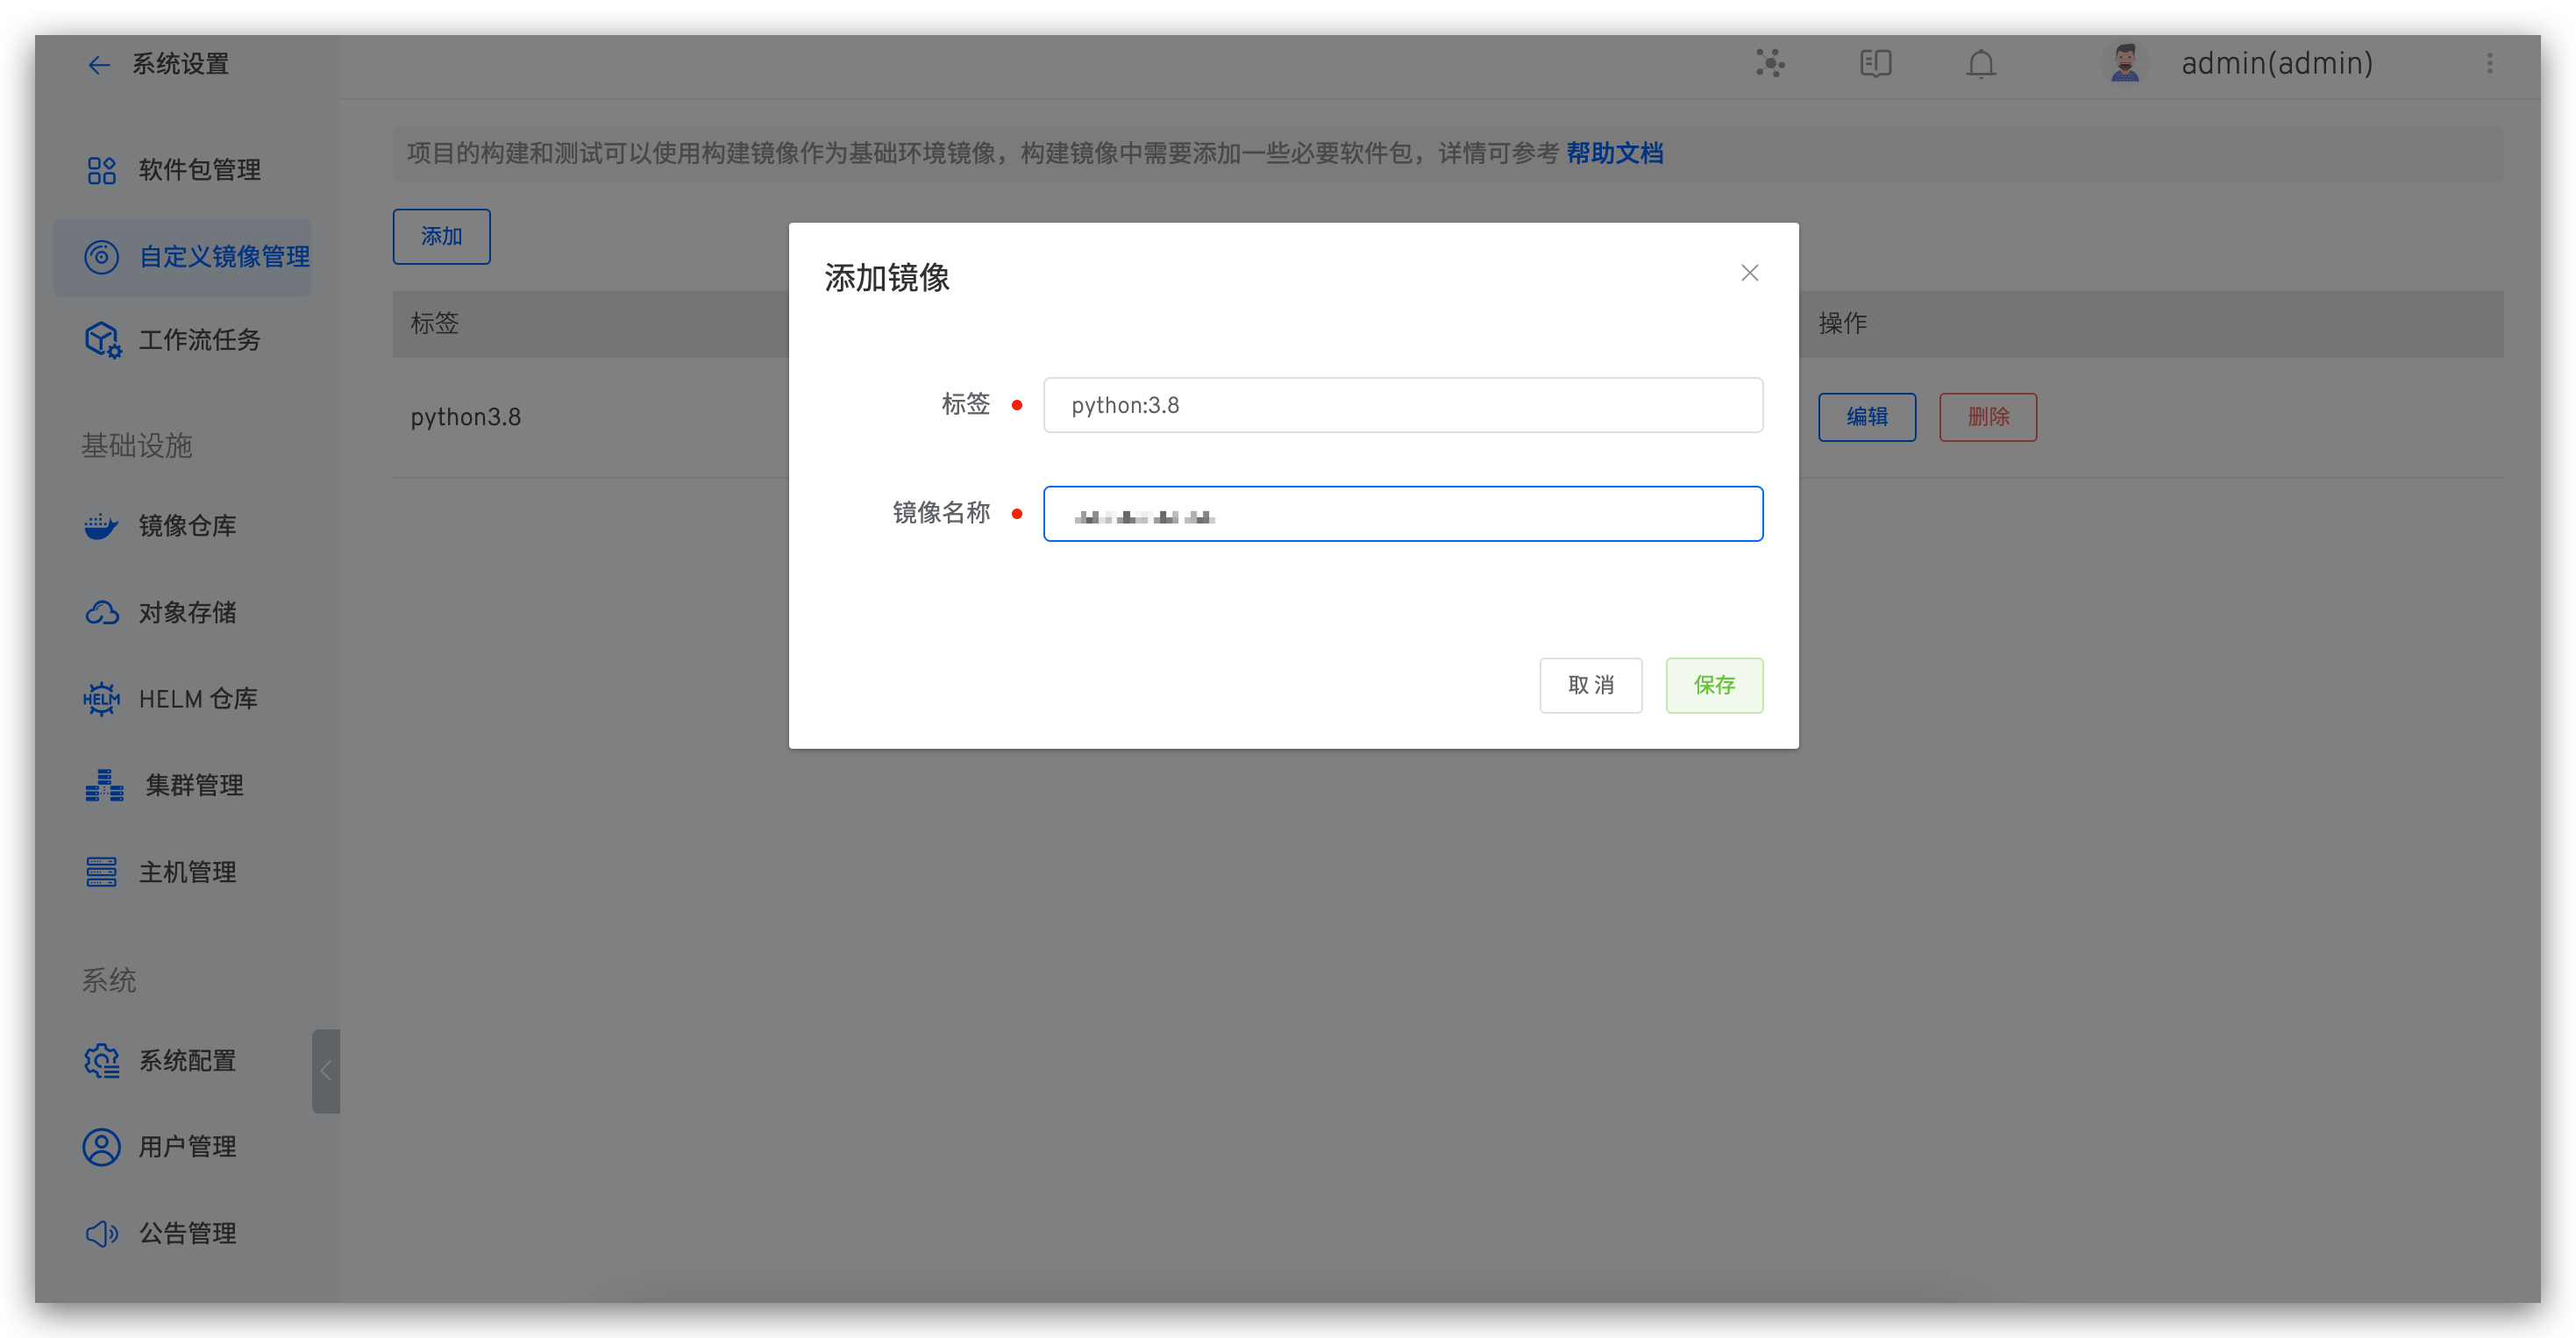 系统设置
admin(admin)
软件包管理
自定义镜像管理
工作流任务
基础设施
镜像仓库
对象存储
HELM
HELM 仓库
集群管理
主机管理
系统
系统配置
用户管理
公告管理
项目的构建和测试可以使用构建镜像作为基础环境镜像，构建镜像中需要添加一些必要软件包，详情可参考 帮助文档
添加
标签 操作
python3.8 编辑 删除
添加镜像
标签 python:3.8
镜像名称
取消 保存